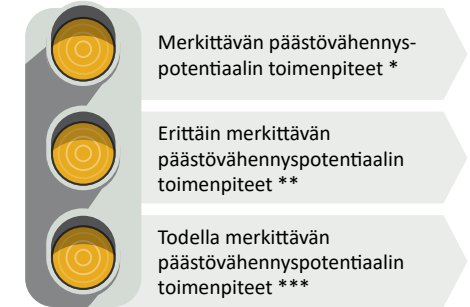 Merkittävän päästövähennys-
potentiaalin toimenpiteet *
Erittäin merkittävän
päästövähennyspotentiaalin
toimenpiteet **
Todella merkittävän
päästövähennyspotentiaalin
toimenpiteet ***